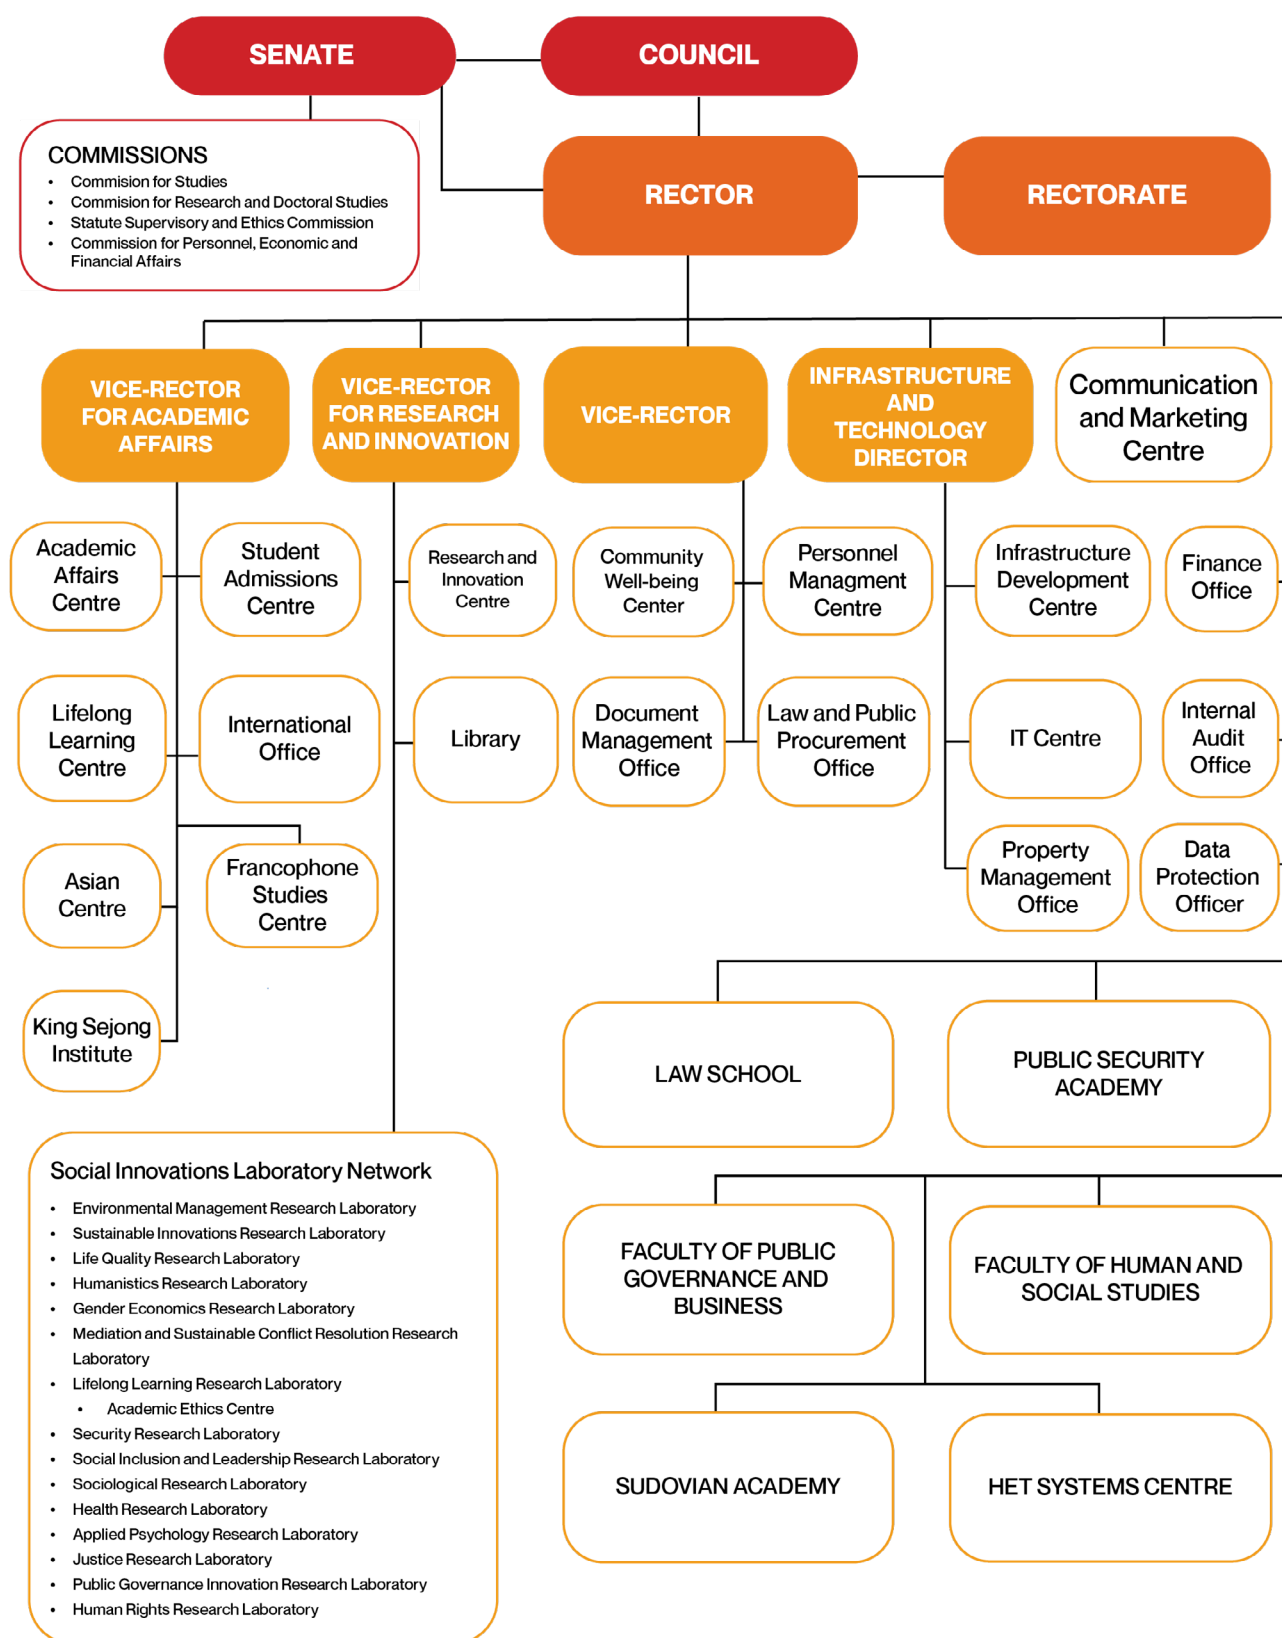 SENATE
COUNCIL
COMMISSIONS
• Commision for Studies
• Commision for Research and Doctoral Studies
• Statute Supervisory and Ethics Commission
• Commission for Personnel, Economic and
Financial Affairs
RECTOR
RECTORATE
VICE-RECTOR
FOR ACADEMIC
AFFAIRS
VICE-RECTOR
FOR RESEARCH
AND INNOVATION
VICE-RECTOR
INFRASTRUCTURE
AND
TECHNOLOGY
DIRECTOR
Communication
and Marketing
Centre
Academic
Affairs
Centre
Student
Admissions
Centre
Research and
Innovation
Centre
Community
Well-being
Center
Personnel
Managment
Centre
Infrastructure
Development
Centre
Finance
Office
Lifelong
Learning
Centre
International
Office
Library
Document
Management
Office
Law and Public
Procurement
Office
IT Centre
Internal
Audit
Office
Asian
Centre
Francophone
Studies
Centre
Property
Management
Office
Data
Protection
Officer
King Sejong
Institute
LAW SCHOOL
PUBLIC SECURITY
ACADEMY
Social Innovations Laboratory Network
• Environmental Management Research Laboratory
• Sustainable Innovations Research Laboratory
• Life Quality Research Laboratory
• Humanistics Research Laboratory
• Gender Economics Research Laboratory
• Mediation and Sustainable Conflict Resolution Research
Laboratory
• Lifelong Learning Research Laboratory
• Academic Ethics Centre
• Security Research Laboratory
• Social Inclusion and Leadership Research Laboratory
• Sociological Research Laboratory
• Health Research Laboratory
• Applied Psychology Research Laboratory
• Justice Research Laboratory
• Public Governance Innovation Research Laboratory
• Human Rights Research Laboratory
FACULTY OF PUBLIC
GOVERNANCE AND
BUSINESS
FACULTY OF HUMAN AND
SOCIAL STUDIES
SUDOVIAN ACADEMY
HET SYSTEMS CENTRE